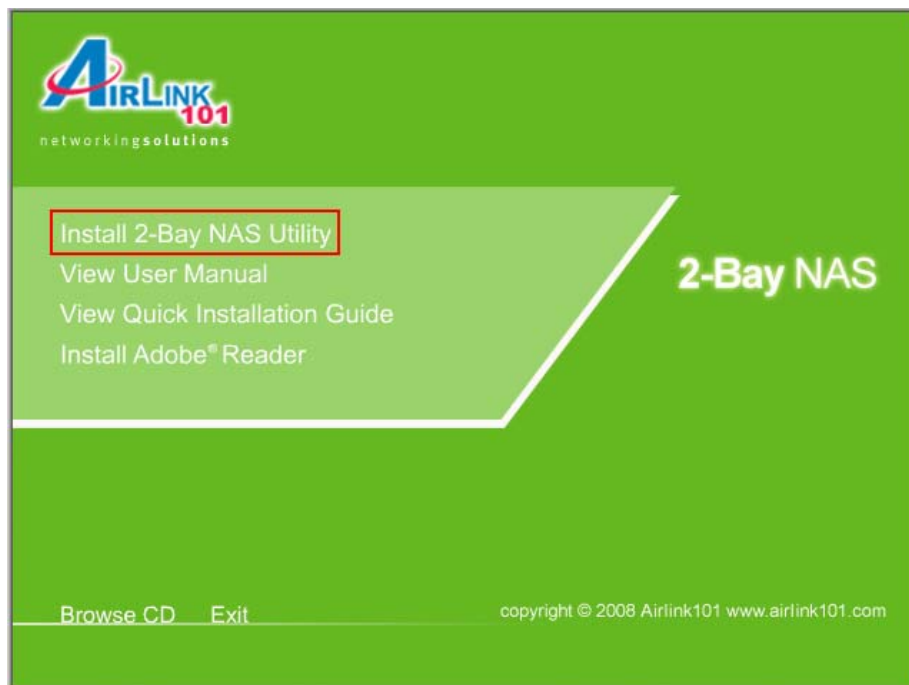 AIRLINK
101
networkingsolutions
Install 2-Bay NAS Utility
View User Manual
View Quick Installation Guide
Install Adobe® Reader
2-Bay NAS
Browse CD Exit
copyright © 2008 Airlink101 www.airlink101.com